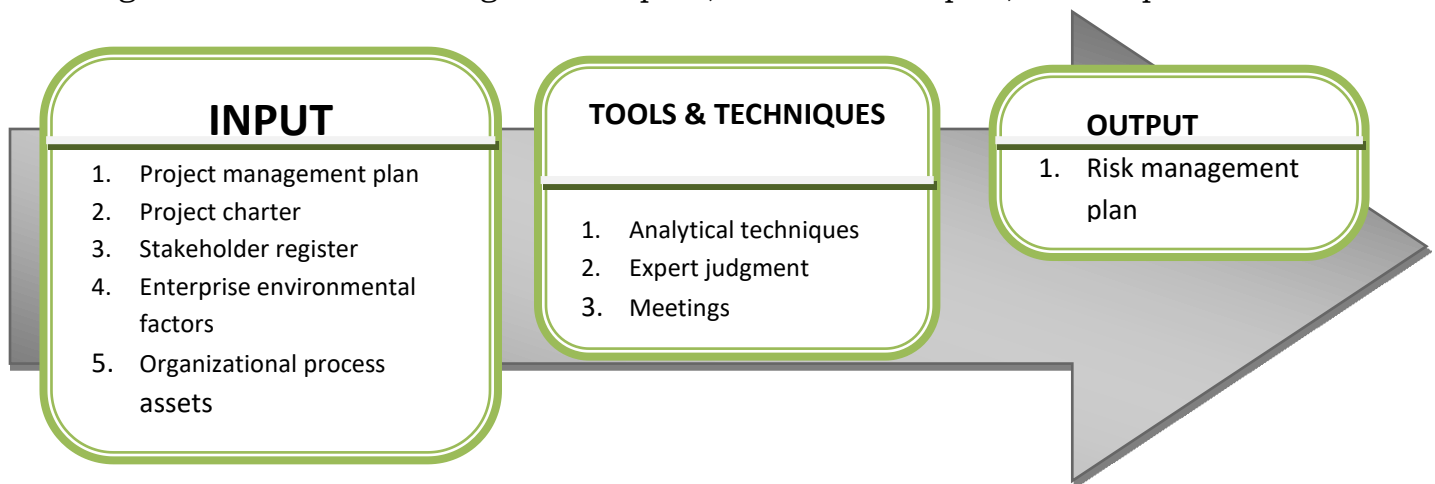 INPUT
1. Project management plan
2. Project charter
3. Stakeholder register
4. Enterprise environmental
factors
5. Organizational process
assets
TOOLS & TECHNIQUES
1. Analytical techniques
2. Expert judgment
3. Meetings
OUTPUT
1. Risk management
plan